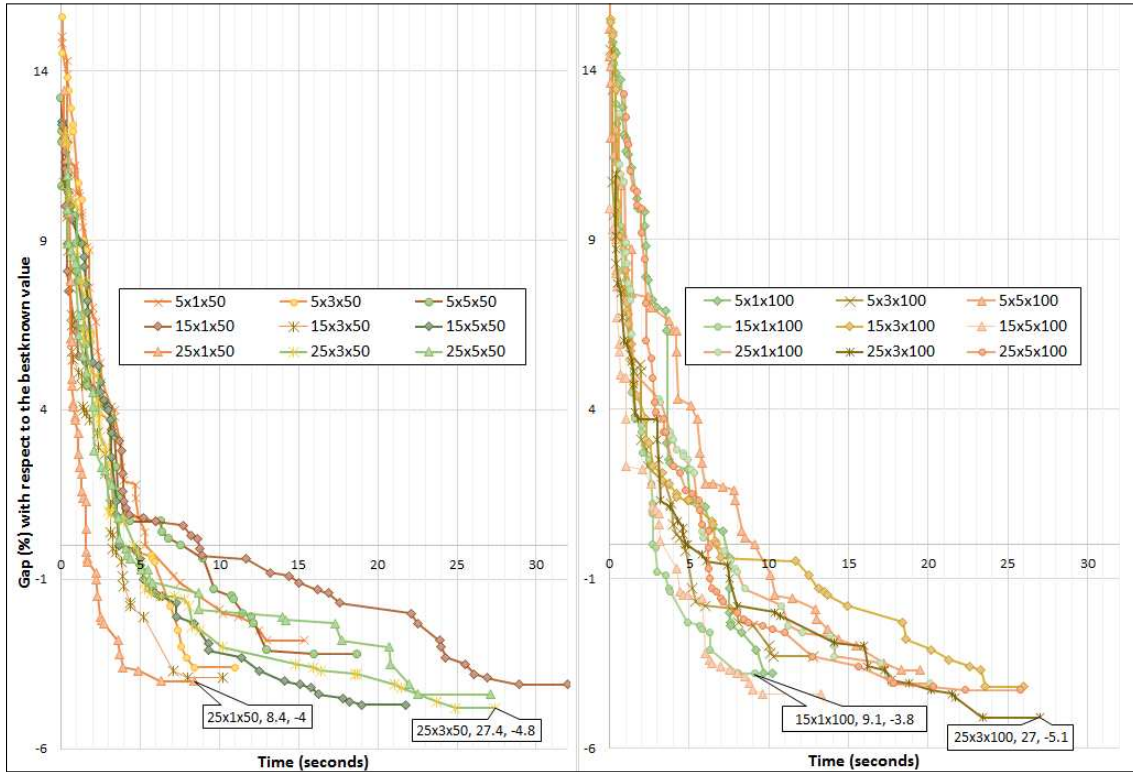 14
9
4
-1
-6
Gap (%) with respect to the bestknown value
5x1x50 5x3x50 5x5x50
15x1x50 15x3x50 15x5x50
25x1x50 25x3x50 25x5x50
25x1x50, 8.4, -4
25x3x50, 27.4, -4.8
0 5 10 15 20 25 30
Time (seconds)
14
9
4
-1
-6
5x1x100 5x3x100 5x5x100
15x1x100 15x3x100 15x5x100
25x1x100 25x3x100 25x5x100
15x1x100, 9.1, -3.8
25x3x100, 27, -5.1
0 5 10 15 20 25 30
Time (seconds)